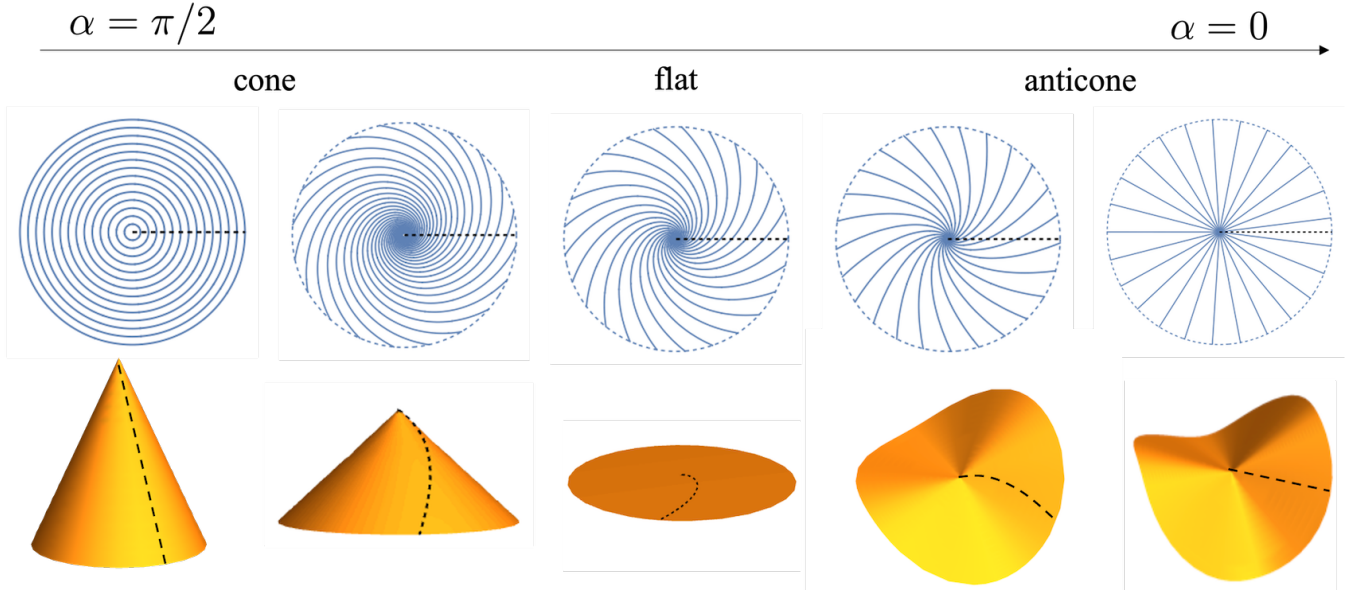 α = π/2
α = 0
cone
flat
anticone